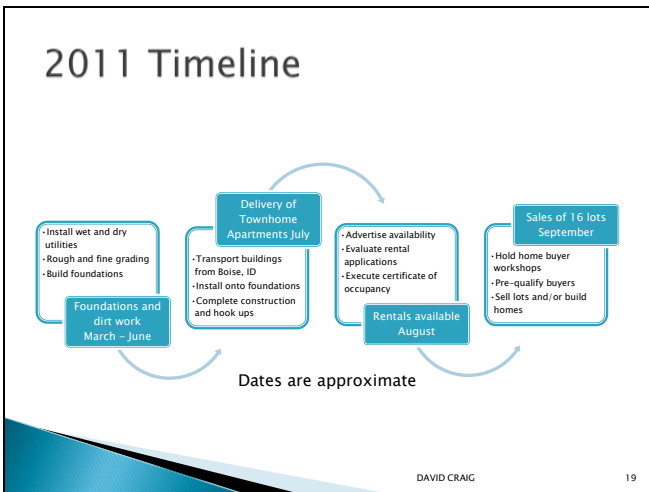 2011 Timeline
·Install wet and dry
utilities
·Rough and fine grading
·Build foundations
Foundations and
dirt work
March – June
Delivery of
Townhome
Apartments July
·Transport buildings
from Boise, ID
·Install onto foundations
·Complete construction
and hook ups
·Advertise availability
·Evaluate rental
applications
·Execute certificate of
occupancy
Rentals available
August
Sales of 16 lots
September
·Hold home buyer
workshops
·Pre-qualify buyers
·Sell lots and/or build
homes
Dates are approximate
DAVID CRAIG
19